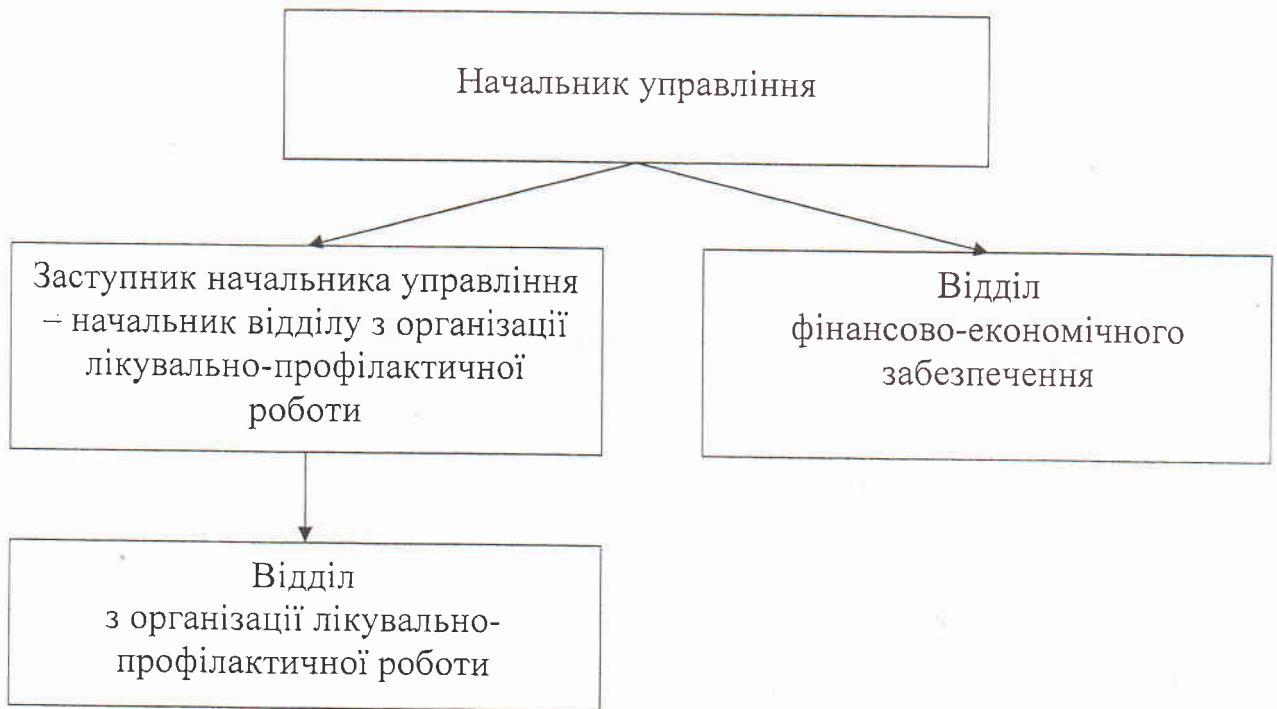 Начальник управління
Заступник начальника управління
– начальник відділу з організації
лікувально-профілактичної
роботи
Відділ
фінансово-економічного
забезпечення
Відділ
з організації лікувально-
профілактичної роботи